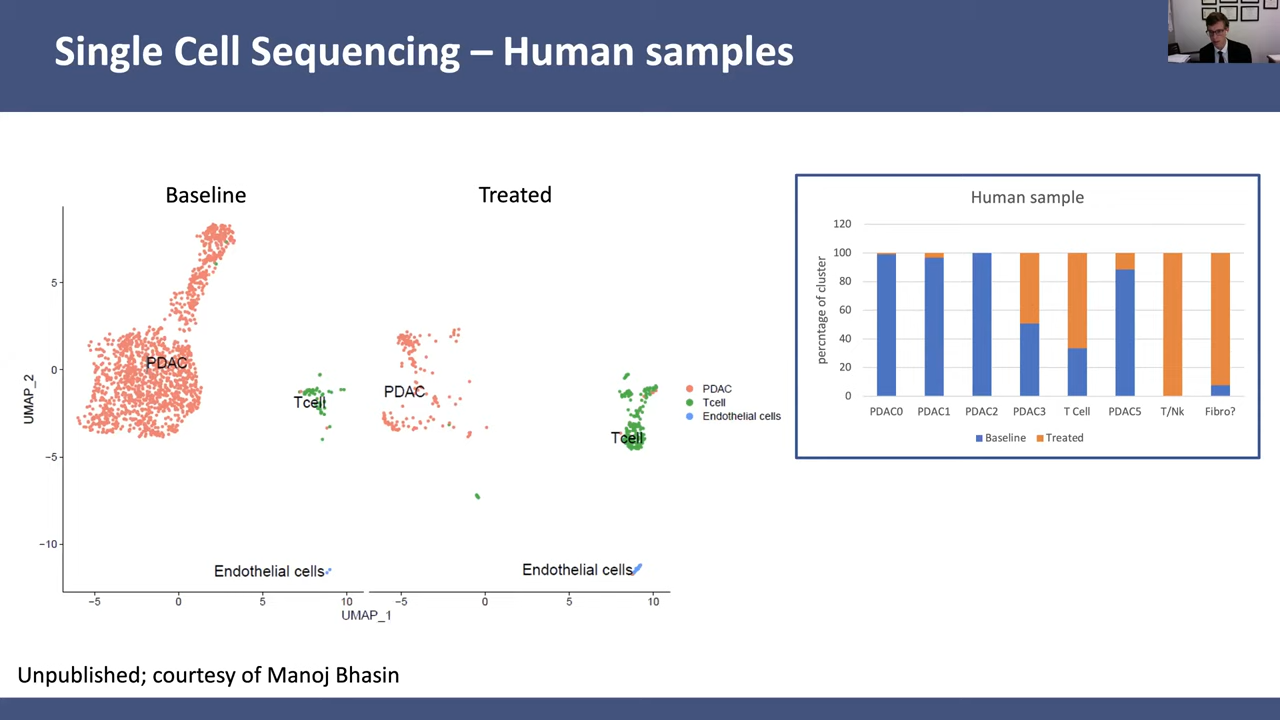 Single Cell Sequencing – Human samples
Baseline
Treated
UMAP_2
5
0
−5
−10
PDAC
Tcell
Endothelial cells
PDAC
Tcell
Endothelial cells
−5 0 5 10
−5 0 5 10
UMAP_1
PDAC
Tcell
Endothelial cells
Human sample
percntage of cluster
120
100
80
60
40
20
0
PDAC0 PDAC1 PDAC2 PDAC3 T Cell PDAC5 T/Nk Fibro?
Baseline Treated
Unpublished; courtesy of Manoj Bhasin